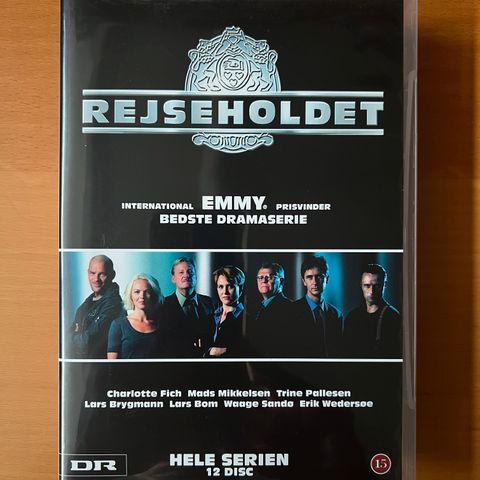 REJSEHOLDET
INTERNATIONAL EMMY® PRISVINDER
BEDSTE DRAMASERIE
Charlotte Fich Mads Mikkelsen Trine Pallesen
Lars Brygmann Lars Bom Waage Sandø Erik Wedersøe
DR
HELE SERIEN
12 DISC
15